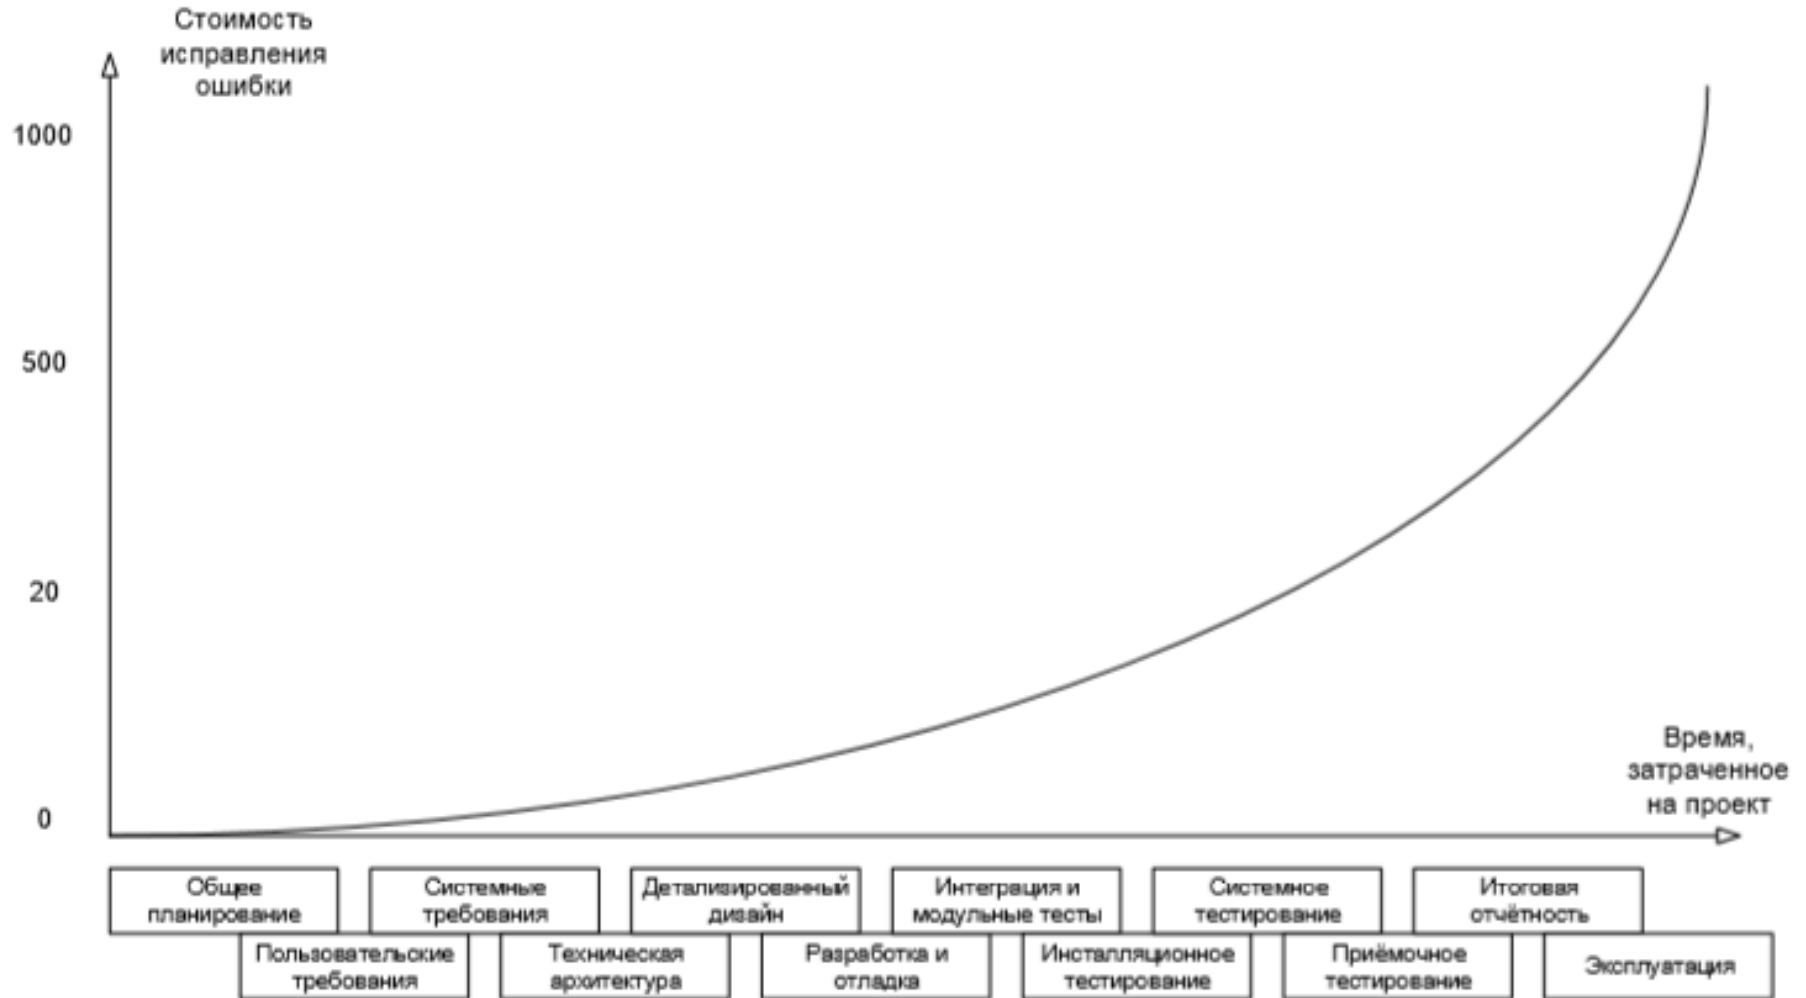 Стоимость
исправления
ошибки
1000
500
20
0
Время,
затраченное
на проект
Общее
планирование
Системные
требования
Детализированный
дизайн
Интеграция и
модульные тесты
Системное
тестирование
Итоговая
отчётность
Пользовательские
требования
Техническая
архитектура
Разработка и
отладка
Инсталляционное
тестирование
Приёмочное
тестирование
Эксплуатация